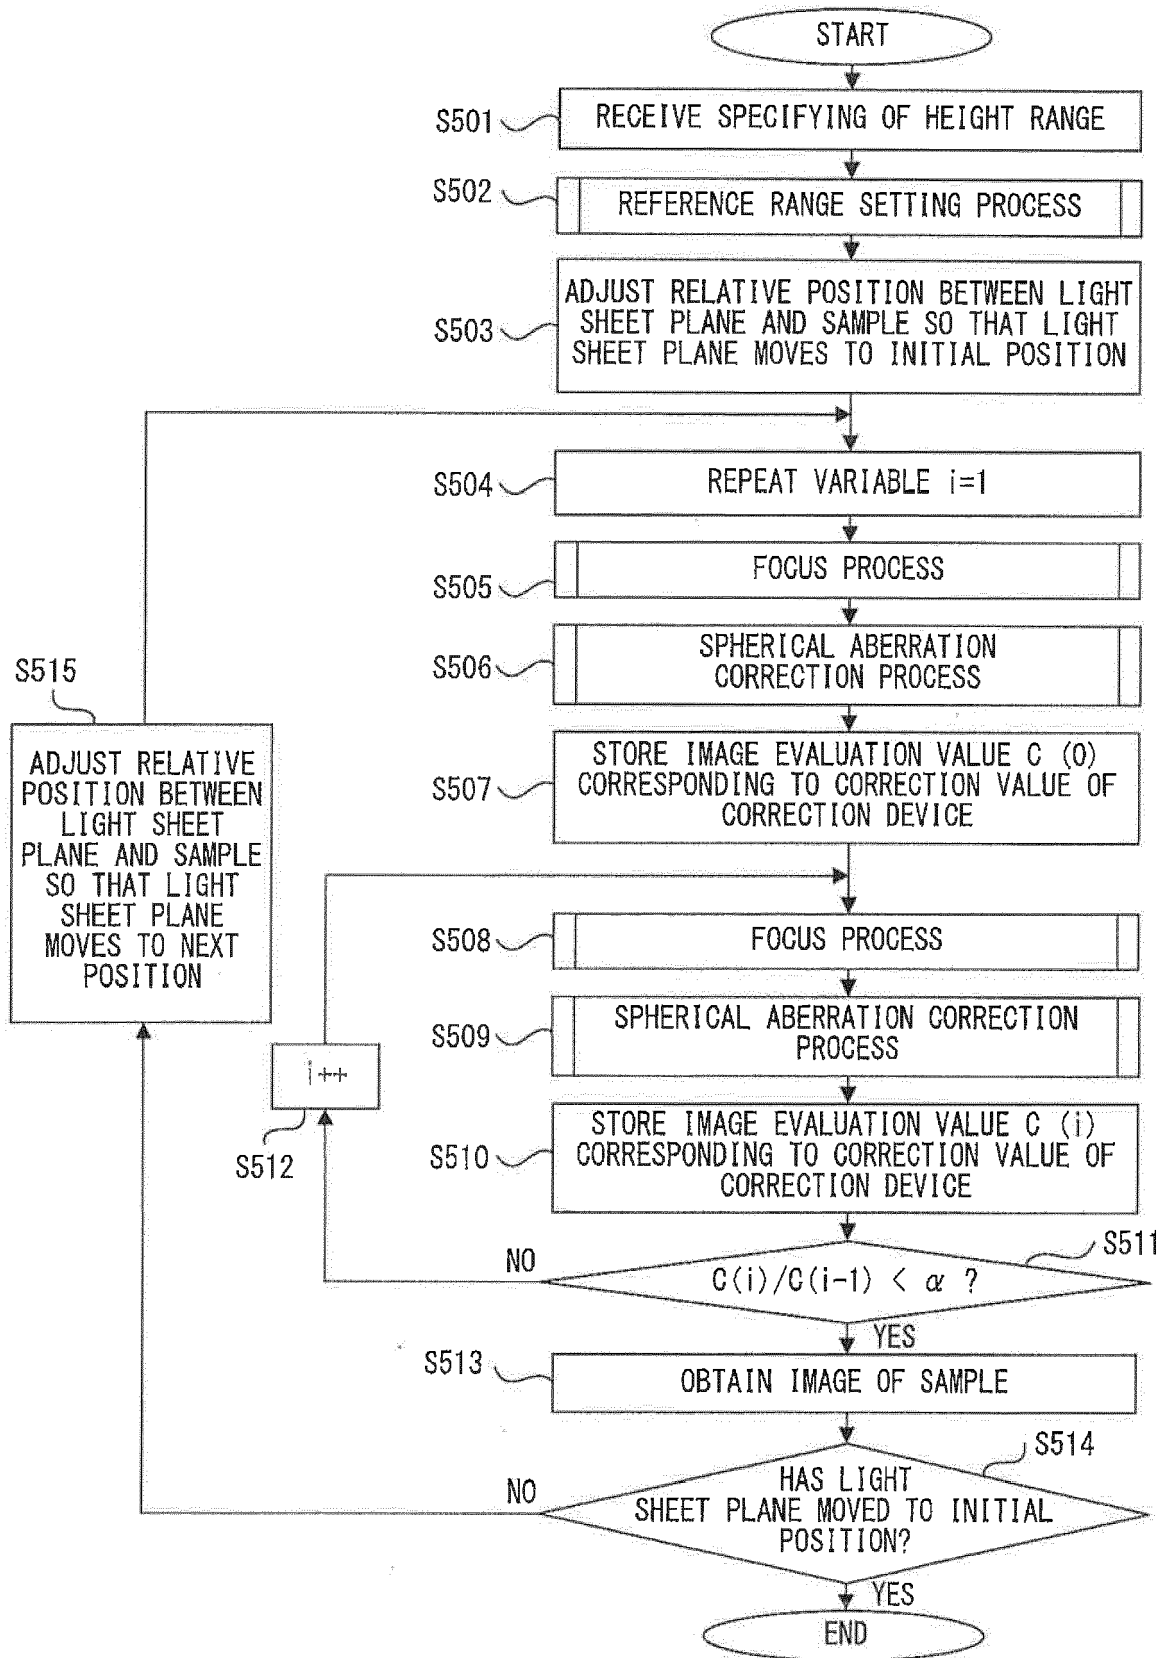 START
S501
RECEIVE SPECIFYING OF HEIGHT RANGE
S502
REFERENCE RANGE SETTING PROCESS
S503
ADJUST RELATIVE POSITION BETWEEN LIGHT
SHEET PLANE AND SAMPLE SO THAT LIGHT
SHEET PLANE MOVES TO INITIAL POSITION
S504
REPEAT VARIABLE i=1
S505
FOCUS PROCESS
S506
SPHERICAL ABERRATION
CORRECTION PROCESS
S507
STORE IMAGE EVALUATION VALUE C (0)
CORRESPONDING TO CORRECTION VALUE OF
CORRECTION DEVICE
S508
FOCUS PROCESS
S509
SPHERICAL ABERRATION CORRECTION
PROCESS
S510
STORE IMAGE EVALUATION VALUE C (i)
CORRESPONDING TO CORRECTION VALUE OF
CORRECTION DEVICE
S511
C(i)/C(i-1) < α ?
NO
YES
S512
i++
S513
OBTAIN IMAGE OF SAMPLE
S514
HAS LIGHT
SHEET PLANE MOVED TO INITIAL
POSITION?
NO
YES
S515
ADJUST RELATIVE
POSITION BETWEEN
LIGHT SHEET
PLANE AND SAMPLE
SO THAT LIGHT
SHEET PLANE
MOVES TO NEXT
POSITION
END